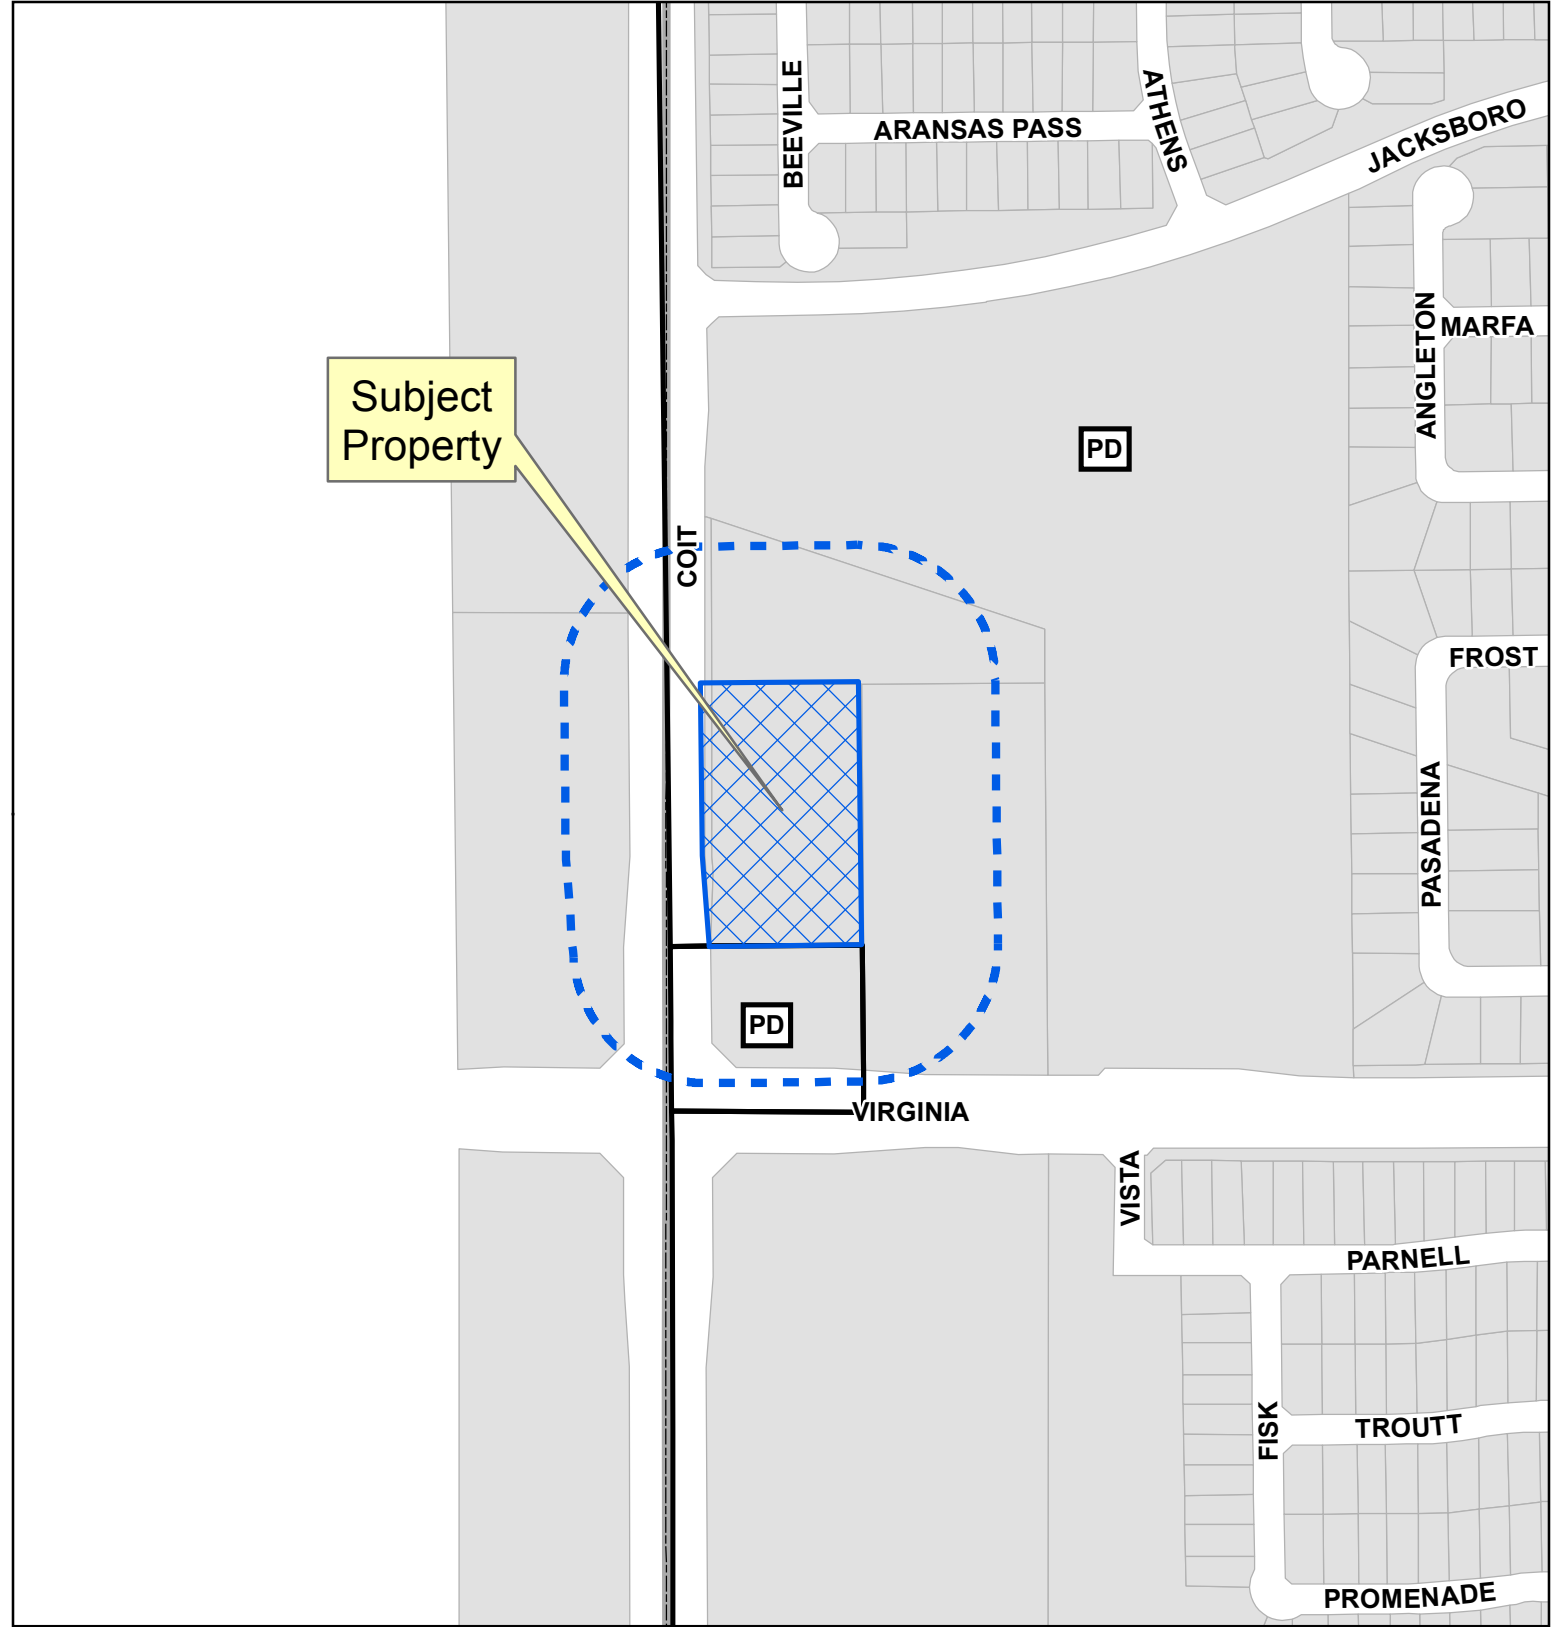 BEEVILLE
ARANSAS PASS
ATHENS
JACKSBORO
ANGLETON
MARFA
Subject
Property
PD
COIT
FROST
PASADENA
PD
VIRGINIA
VISTA
PARNELL
FISK
TROUTT
PROMENADE